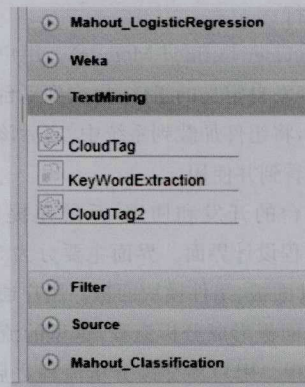 Mahout_LogisticRegression
Weka
TextMining
CloudTag
KeyWordExtraction
CloudTag2
Filter
Source
Mahout_Classification